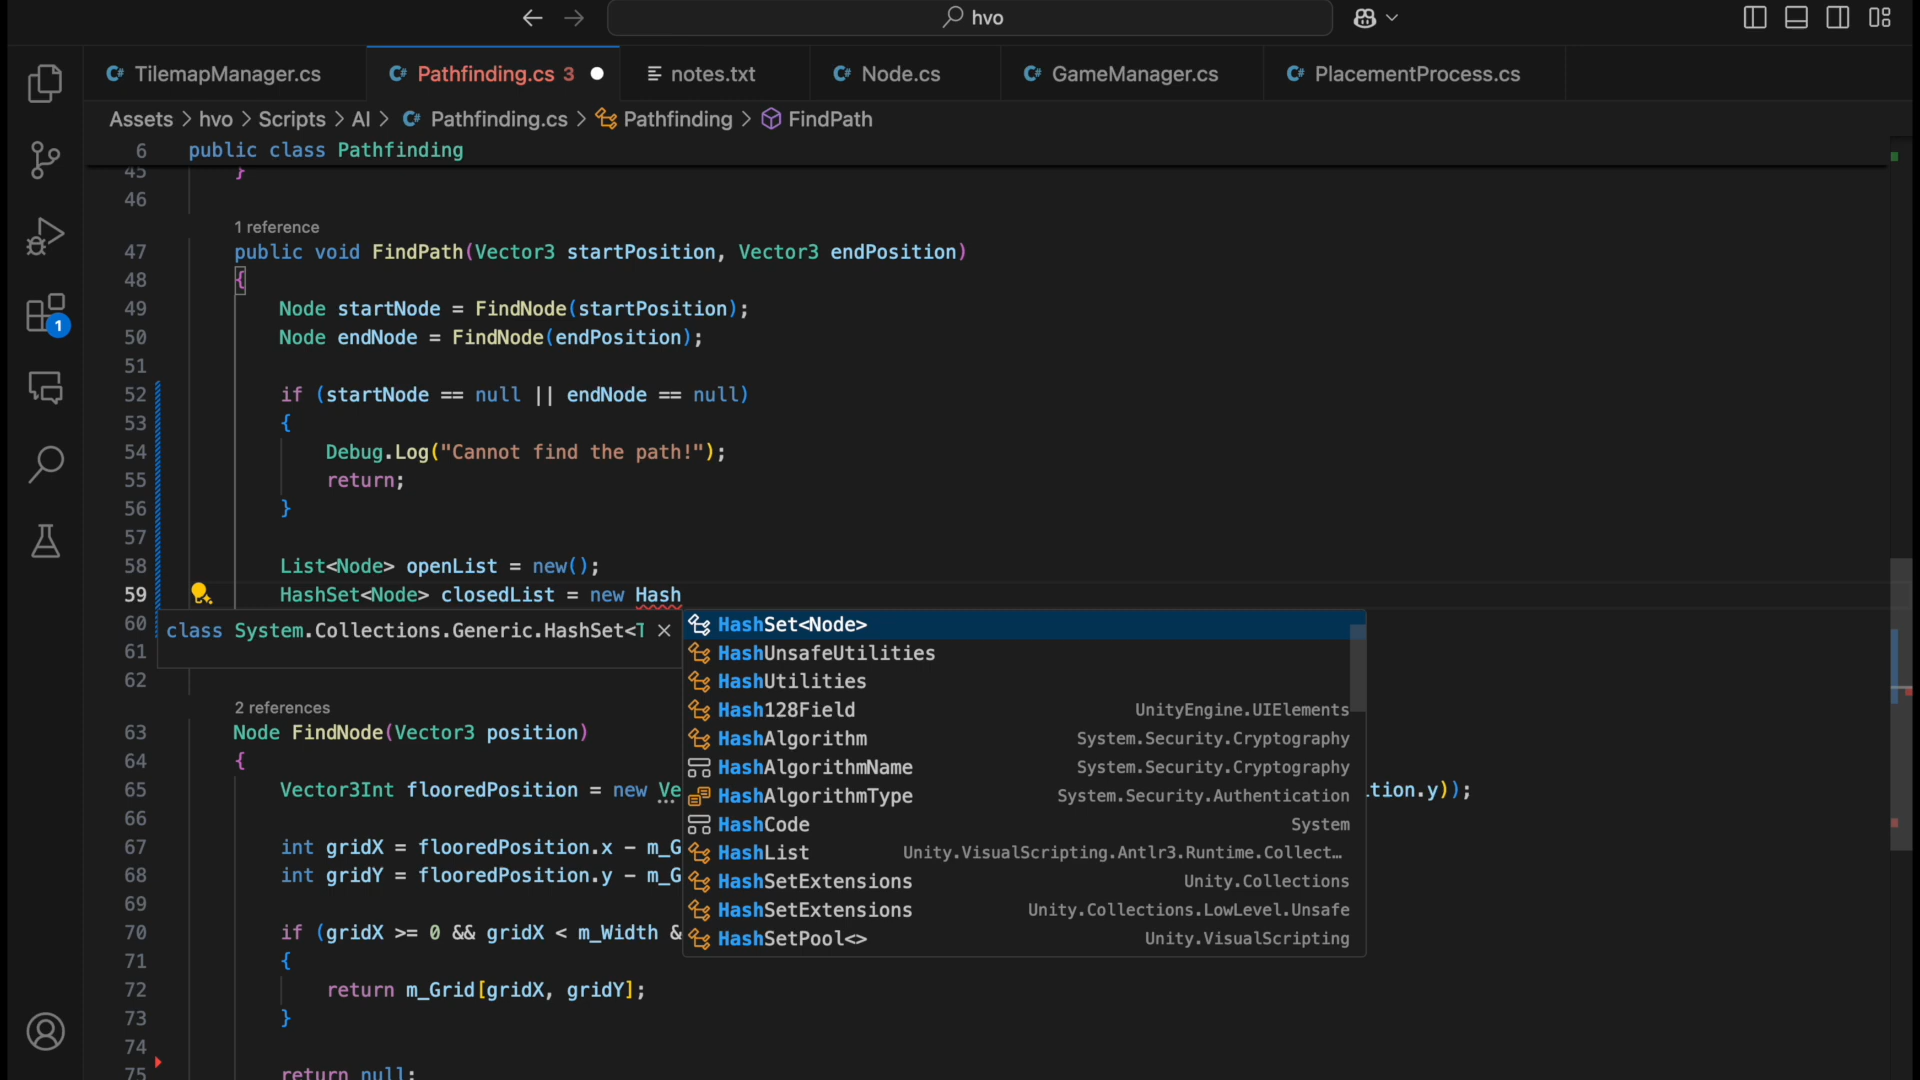 hvo
TilemapManager.cs
Pathfinding.cs 3
notes.txt
Node.cs
GameManager.cs
PlacementProcess.cs
Assets > hvo > Scripts > AI > Pathfinding.cs > Pathfinding > FindPath
6 public class Pathfinding
45 }
46
1 reference
47 public void FindPath(Vector3 startPosition, Vector3 endPosition)
48 {
49 Node startNode = FindNode(startPosition);
50 Node endNode = FindNode(endPosition);
51
52 if (startNode == null || endNode == null)
53 {
54 Debug.Log("Cannot find the path!");
55 return;
56 }
57
58 List<Node> openList = new();
59 HashSet<Node> closedList = new Hash
60
class System.Collections.Generic.HashSet<T
61
62
HashSet<Node>
HashUnsafeUtilities
HashUtilities
Hash128Field UnityEngine.UIElements
HashAlgorithm System.Security.Cryptography
HashAlgorithmName System.Security.Cryptography
HashAlgorithmType System.Security.Authentication
HashCode System
HashList Unity.VisualScripting.Antlr3.Runtime.Collect…
HashSetExtensions Unity.Collections
HashSetExtensions Unity.Collections.LowLevel.Unsafe
HashSetPool<> Unity.VisualScripting
2 references
63 Node FindNode(Vector3 position)
64 {
65 Vector3Int flooredPosition = new Ve tion.y));
66
67 int gridX = flooredPosition.x - m_G
68 int gridY = flooredPosition.y - m_G
69
70 if (gridX >= 0 && gridX < m_Width &
71 {
72 return m_Grid[gridX, gridY];
73 }
74
75 return null;
1